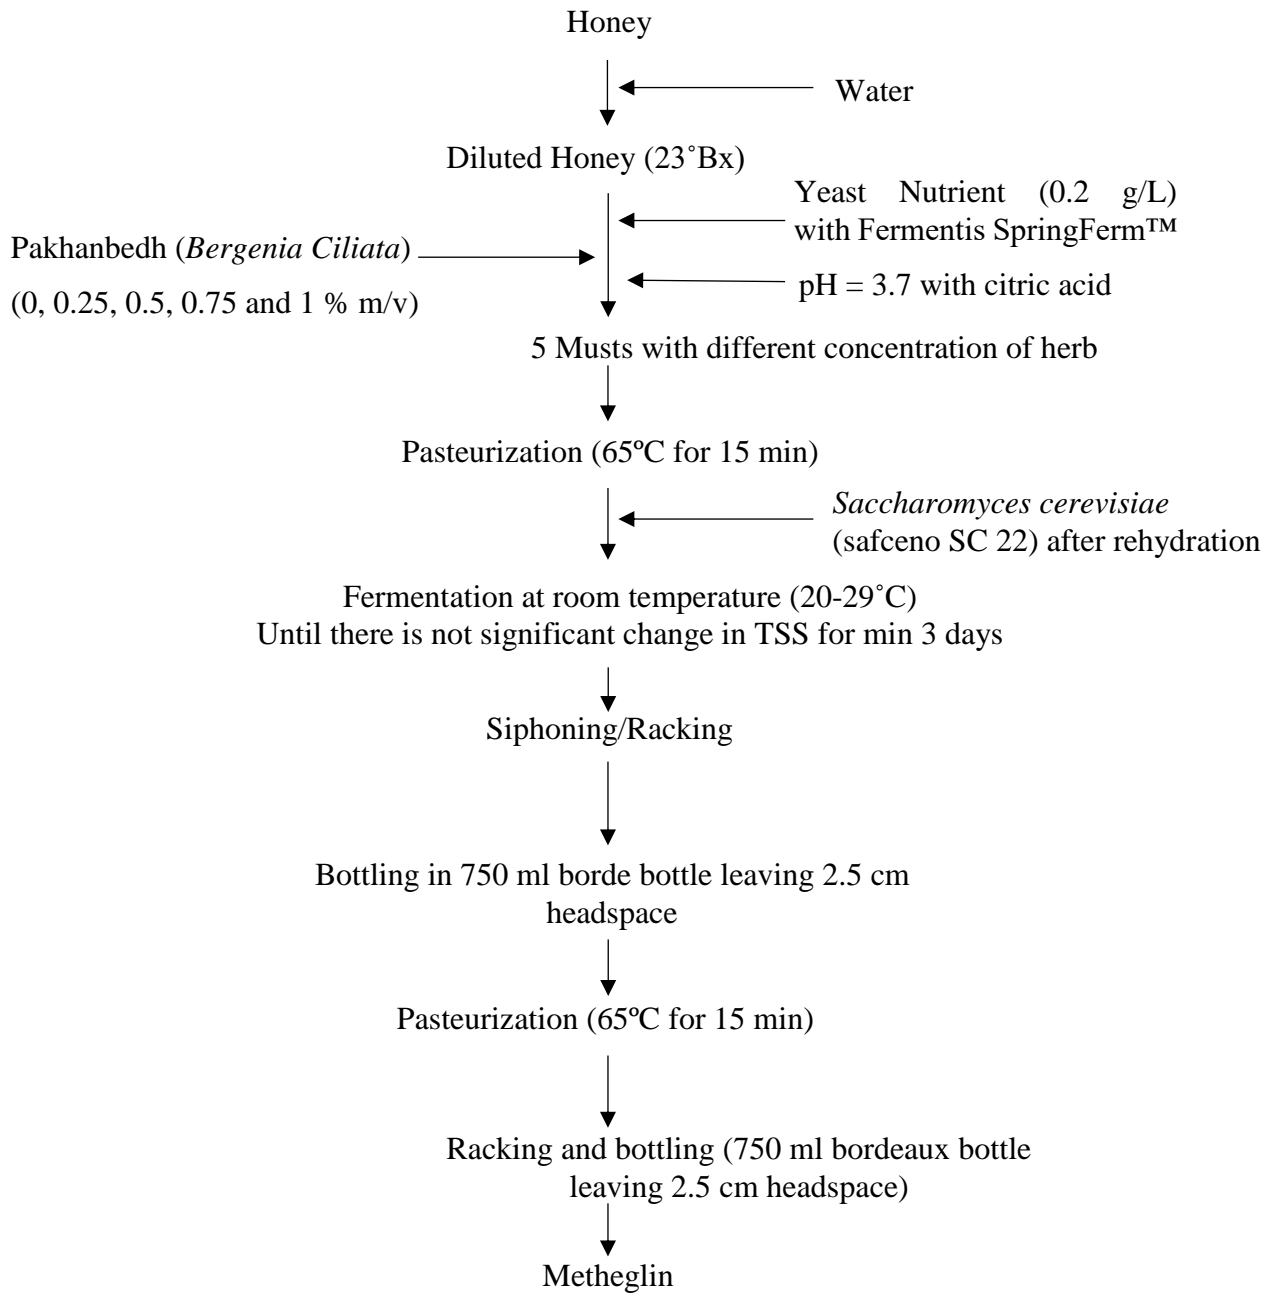 Honey
Water
Diluted Honey (23˚Bx)
Yeast Nutrient (0.2 g/L)
with Fermentis SpringFerm™
Pakhanbedh (Bergenia Ciliata)
(0, 0.25, 0.5, 0.75 and 1 % m/v)
pH = 3.7 with citric acid
5 Musts with different concentration of herb
Pasteurization (65ºC for 15 min)
Saccharomyces cerevisiae
(safceno SC 22) after rehydration
Fermentation at room temperature (20-29˚C)
Until there is not significant change in TSS for min 3 days
Siphoning/Racking
Bottling in 750 ml borde bottle leaving 2.5 cm
headspace
Pasteurization (65ºC for 15 min)
Racking and bottling (750 ml bordeaux bottle
leaving 2.5 cm headspace)
Metheglin